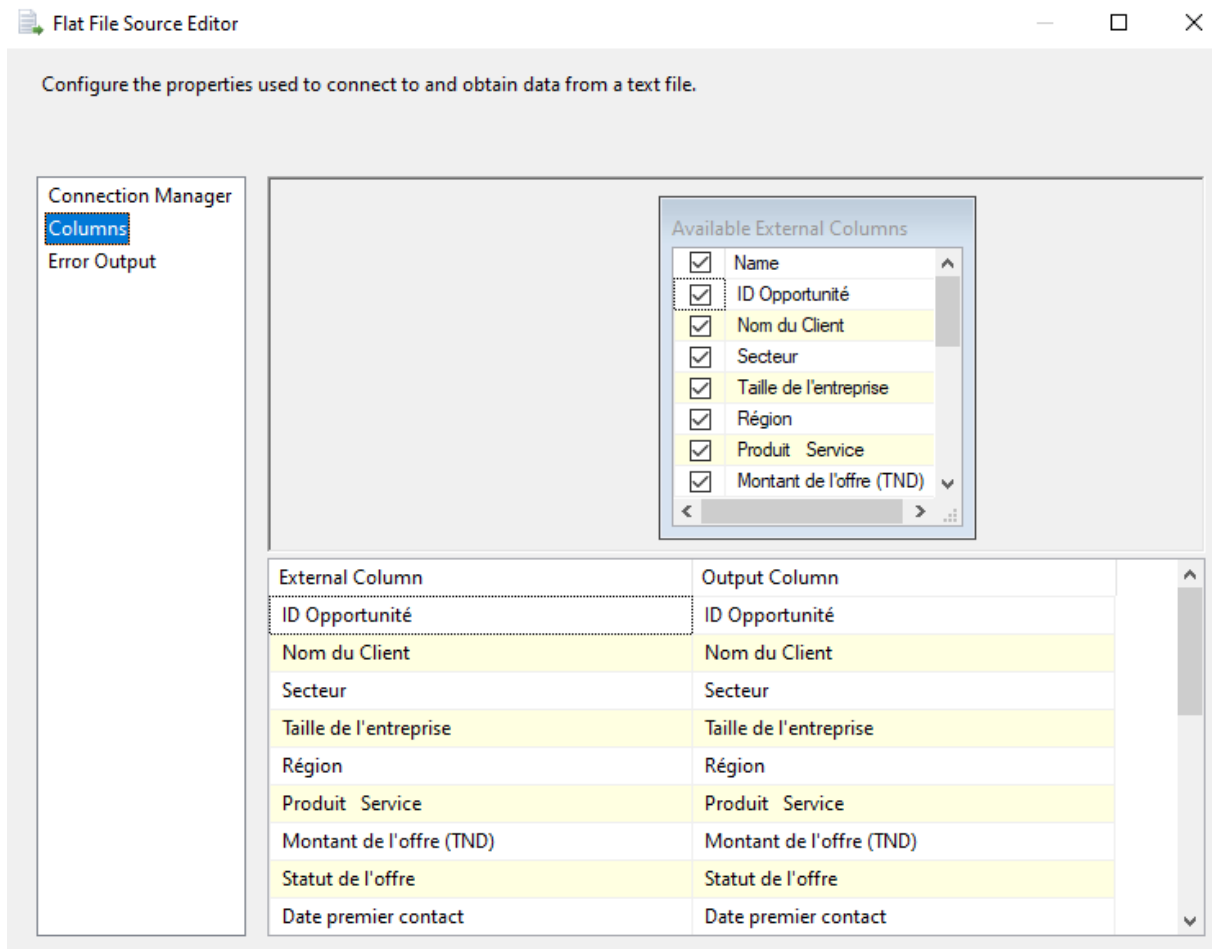 Flat File Source Editor
Configure the properties used to connect to and obtain data from a text file.
Connection Manager
Columns
Error Output
Available External Columns
Name
ID Opportunité
Nom du Client
Secteur
Taille de l'entreprise
Région
Produit   Service
Montant de l'offre (TND)
External Column Output Column
ID Opportunité ID Opportunité
Nom du Client Nom du Client
Secteur Secteur
Taille de l'entreprise Taille de l'entreprise
Région Région
Produit   Service Produit   Service
Montant de l'offre (TND) Montant de l'offre (TND)
Statut de l'offre Statut de l'offre
Date premier contact Date premier contact